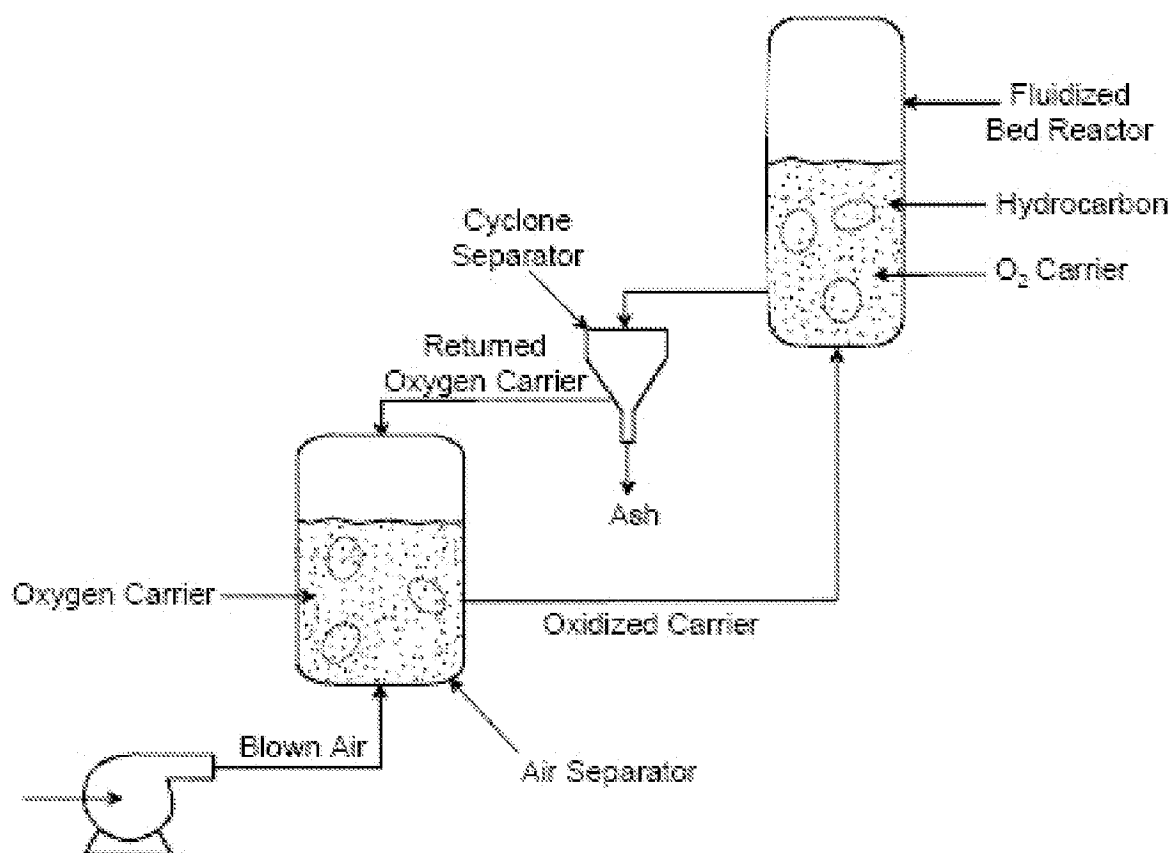 Fluidized
Bed Reactor
Hydrocarbon
O₂ Carrier
Cyclone
Separator
Returned
Oxygen Carrier
Ash
Oxygen Carrier
Oxidized Carrier
Blown Air
Air Separator